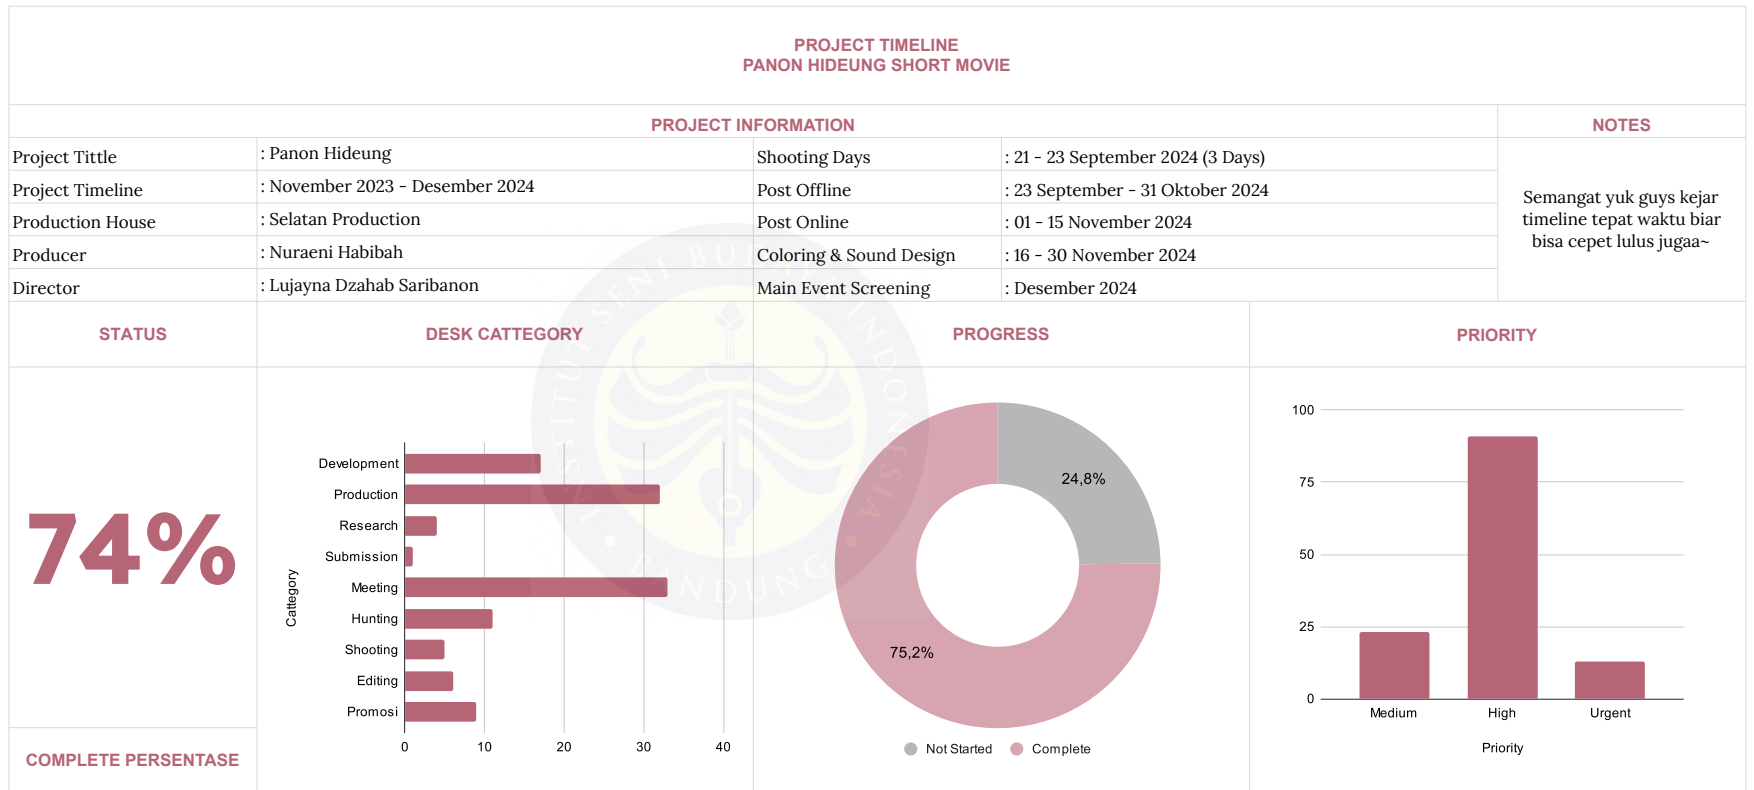 PROJECT TIMELINE
PANON HIDEUNG SHORT MOVIE
PROJECT INFORMATION
NOTES
Project Tittle : Panon Hideung
Shooting Days : 21 - 23 September 2024 (3 Days)
Project Timeline : November 2023 - Desember 2024
Post Offline : 23 September - 31 Oktober 2024
Production House : Selatan Production
Post Online : 01 - 15 November 2024
Producer : Nuraeni Habibah
Coloring & Sound Design : 16 - 30 November 2024
Director : Lujayna Dzahab Saribanon
Main Event Screening : Desember 2024
Semangat yuk guys kejar
timeline tepat waktu biar
bisa cepet lulus jugaa~
STATUS
DESK CATTEGORY
PROGRESS
PRIORITY
74%
COMPLETE PERSENTASE
Cattegory
Development
Production
Research
Submission
Meeting
Hunting
Shooting
Editing
Promosi
0 10 20 30 40
24,8%
75,2%
Not Started
Complete
100
75
50
25
0
Medium High Urgent
Priority
INSTITUT SENI BUDAYA INDONESIA
BANDUNG